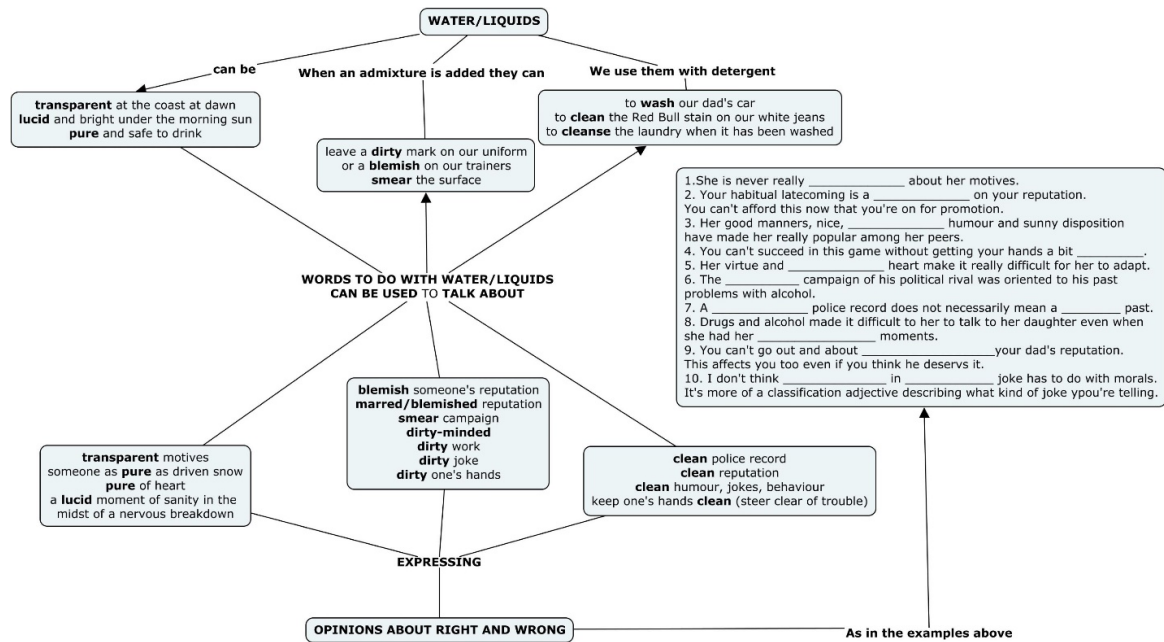 WATER/LIQUIDS
can be
When an admixture is added they can
We use them with detergent
transparent at the coast at dawn
lucid and bright under the morning sun
pure and safe to drink
leave a dirty mark on our uniform
or a blemish on our trainers
smear the surface
to wash our dad's car
to clean the Red Bull stain on our white jeans
to cleanse the laundry when it has been washed
1.She is never really ______________ about her motives.
2. Your habitual latecoming is a ______________ on your reputation.
You can't afford this now that you're on for promotion.
3. Her good manners, nice, ______________ humour and sunny disposition
have made her really popular among her peers.
4. You can't succeed in this game without getting your hands a bit __________.
5. Her virtue and ______________ heart make it really difficult for her to adapt.
6. The ___________ campaign of his political rival was oriented to his past
problems with alcohol.
7. A ______________ police record does not necessarily mean a _________ past.
8. Drugs and alcohol made it difficult to her to talk to her daughter even when
she had her _________________ moments.
9. You can't go out and about ____________________your dad's reputation.
This affects you too even if you think he deservs it.
10. I don't think _______________ in _____________ joke has to do with morals.
It's more of a classification adjective describing what kind of joke ypou're telling.
WORDS TO DO WITH WATER/LIQUIDS
CAN BE USED TO TALK ABOUT
transparent motives
someone as pure as driven snow
pure of heart
a lucid moment of sanity in the
midst of a nervous breakdown
blemish someone's reputation
marred/blemished reputation
smear campaign
dirty-minded
dirty work
dirty joke
dirty one's hands
clean police record
clean reputation
clean humour, jokes, behaviour
keep one's hands clean (steer clear of trouble)
EXPRESSING
OPINIONS ABOUT RIGHT AND WRONG
As in the examples above